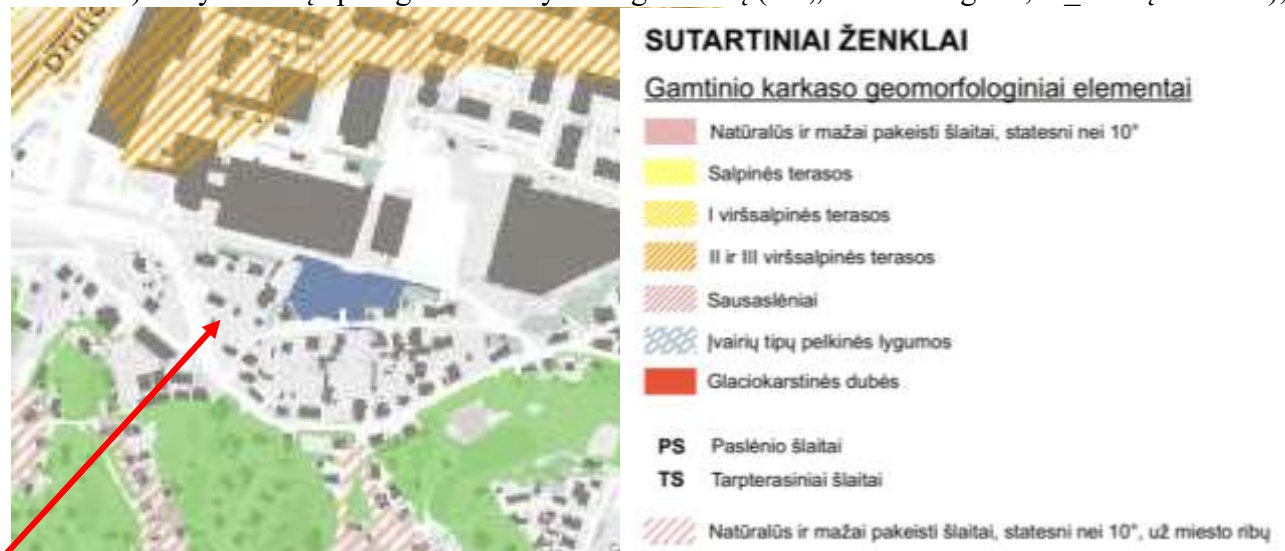 SUTARTINIAI ŽENKLAI
Gamtinio karkaso geomorfologiniai elementai
Natūralūs ir mažai pakeisti šlaitai, statesni nei 10°
Salpinės terasos
I viršsalpinės terasos
II ir III viršsalpinės terasos
Sausaslėniai
Įvairių tipų pelkinės lygumos
Glaciokarstinės dubės
PS Paslėnio šlaitai
TS Tarpterasiniai šlaitai
Natūralūs ir mažai pakeisti šlaitai, statesni nei 10°, už miesto ribų